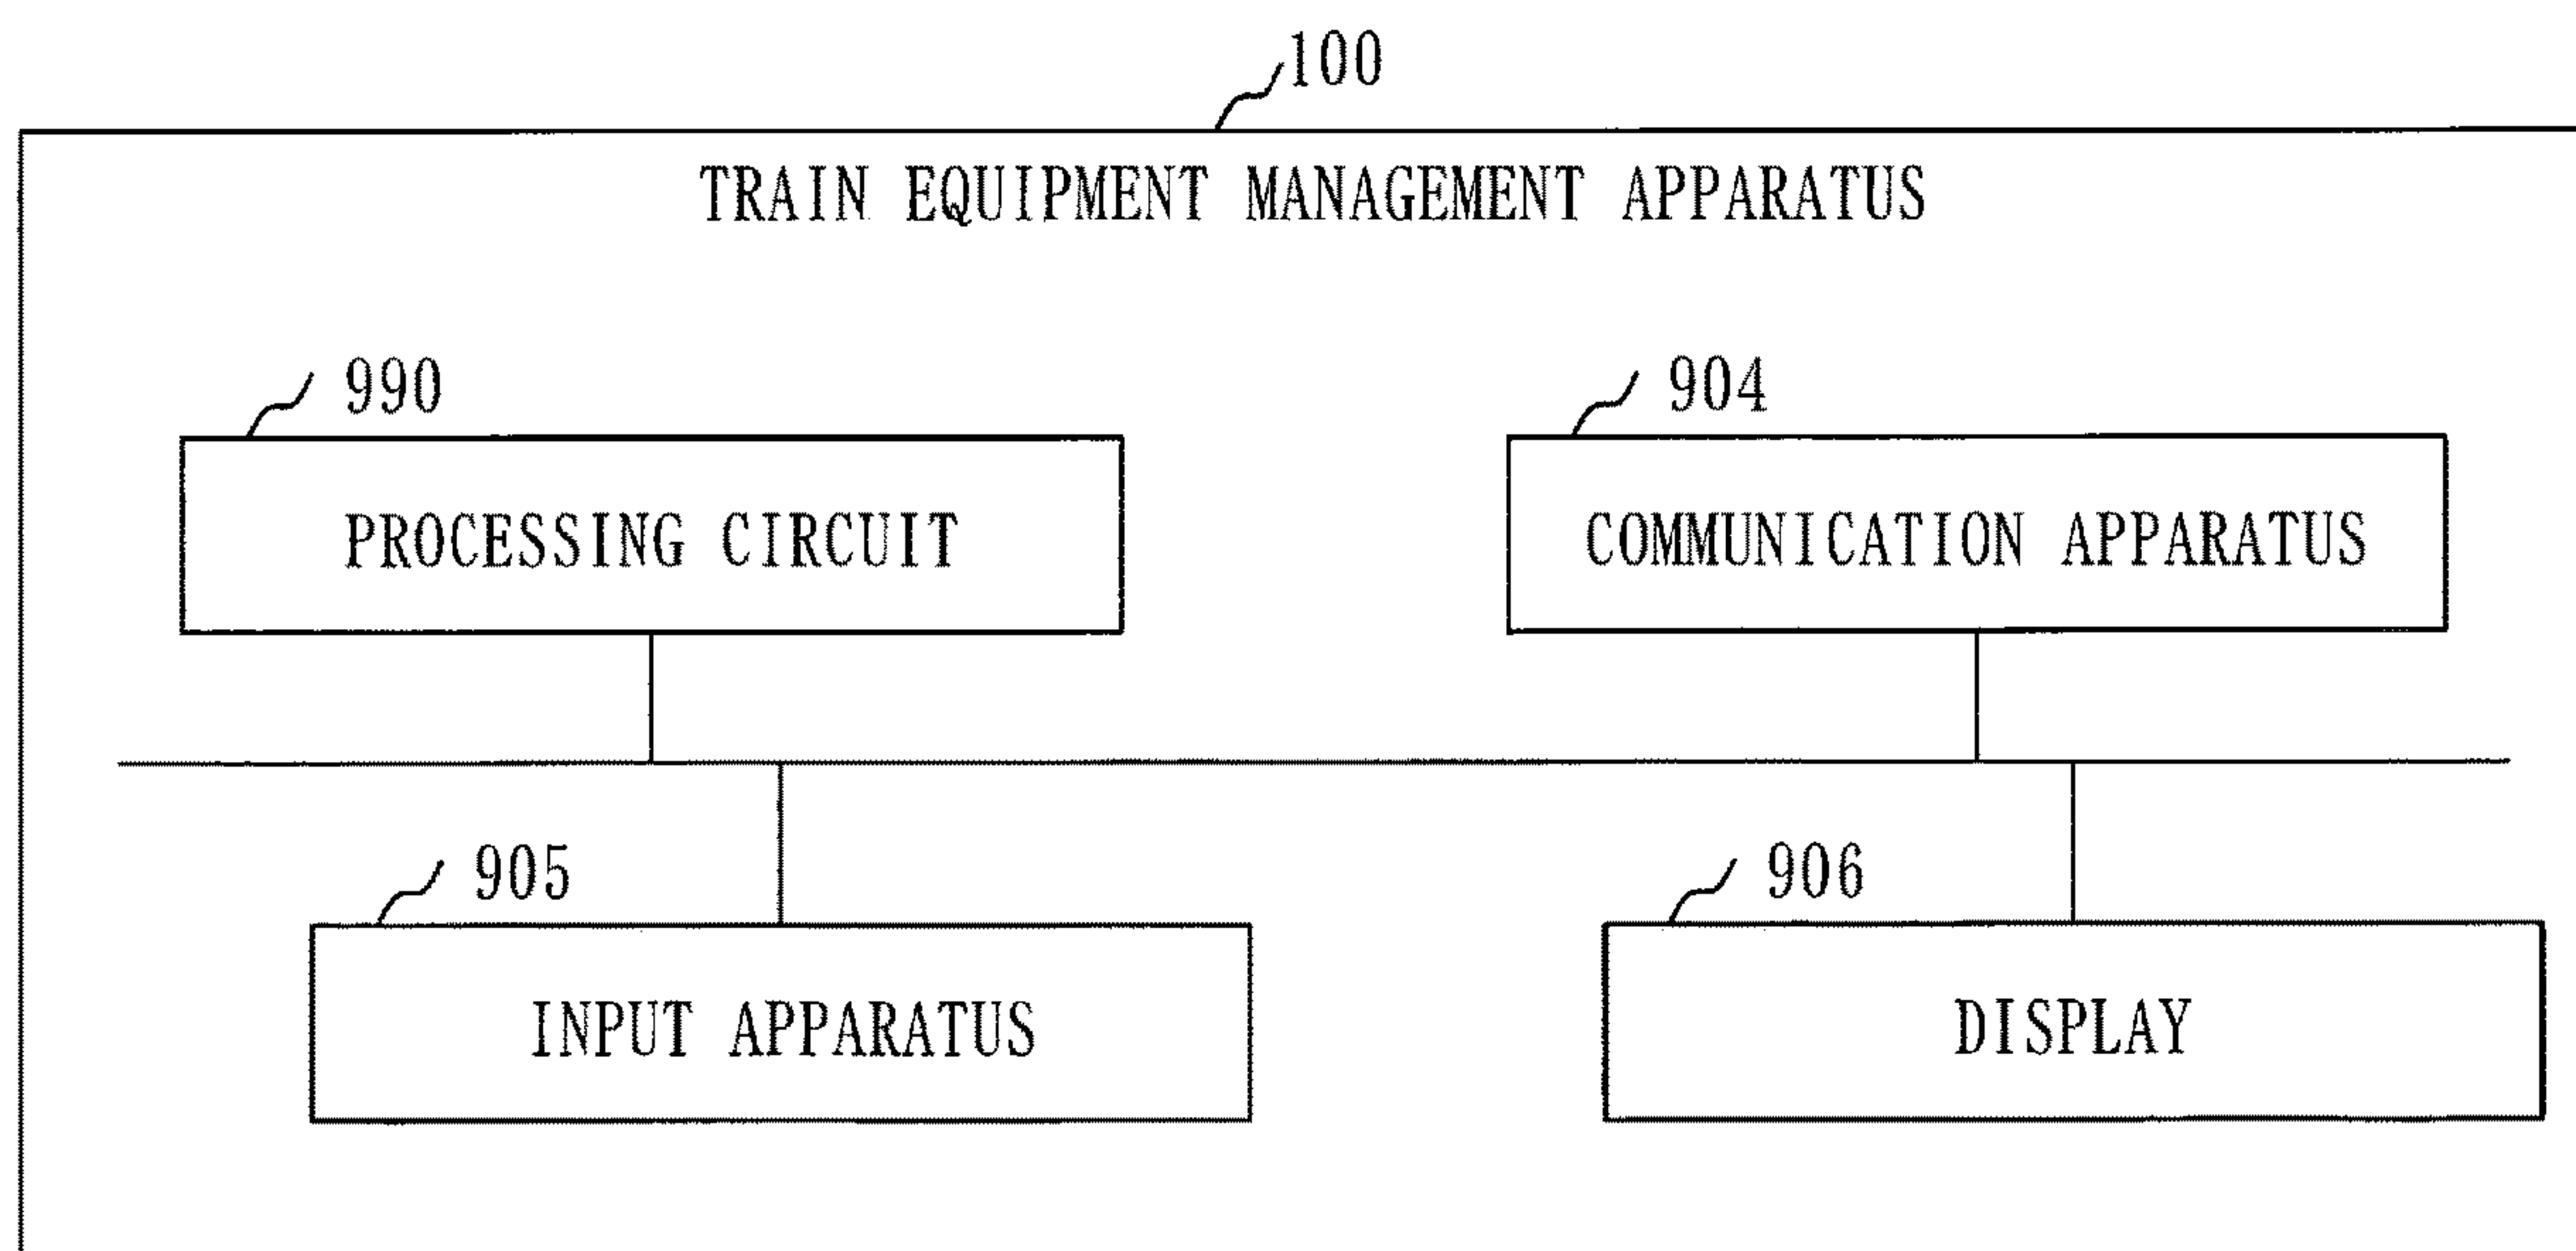 100
TRAIN EQUIPMENT MANAGEMENT APPARATUS
990
904
PROCESSING CIRCUIT
COMMUNICATION APPARATUS
905
906
INPUT APPARATUS
DISPLAY